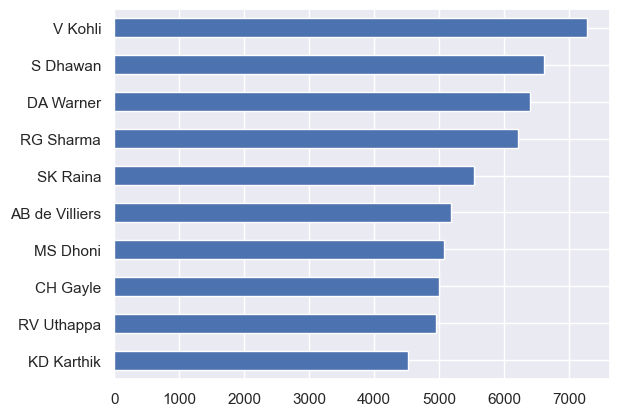 V Kohli
S Dhawan
DA Warner
RG Sharma
SK Raina
AB de Villiers
MS Dhoni
CH Gayle
RV Uthappa
KD Karthik
0 1000 2000 3000 4000 5000 6000 7000